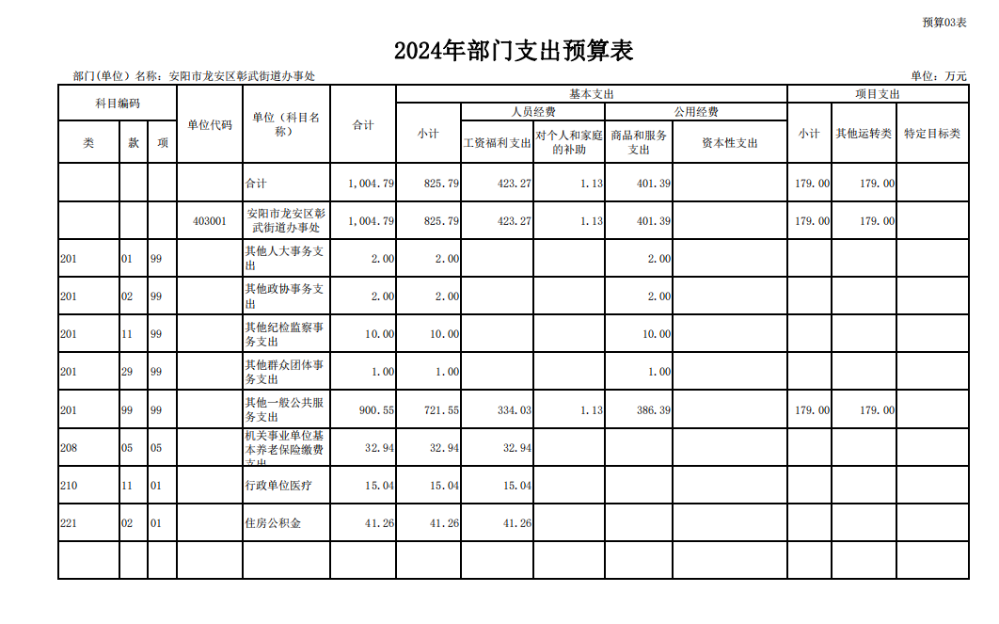 预算03表
2024年部门支出预算表
部门(单位）名称：安阳市龙安区彰武街道办事处 单位：万元
科目编码 单位代码 单位（科目名称） 合计 基本支出 项目支出
小计 人员经费 公用经费 小计 其他运转类 特定目标类
类 款 项 工资福利支出 对个人和家庭的补助 商品和服务支出 资本性支出
合计 1,004.79 825.79 423.27 1.13 401.39 179.00 179.00
403001 安阳市龙安区彰武街道办事处 1,004.79 825.79 423.27 1.13 401.39 179.00 179.00
201 01 99 其他人大事务支出 2.00 2.00 2.00
201 02 99 其他政协事务支出 2.00 2.00 2.00
201 11 99 其他纪检监察事务支出 10.00 10.00 10.00
201 29 99 其他群众团体事务支出 1.00 1.00 1.00
201 99 99 其他一般公共服务支出 900.55 721.55 334.03 1.13 386.39 179.00 179.00
208 05 05 机关事业单位基本养老保险缴费支出 32.94 32.94 32.94
210 11 01 行政单位医疗 15.04 15.04 15.04
221 02 01 住房公积金 41.26 41.26 41.26